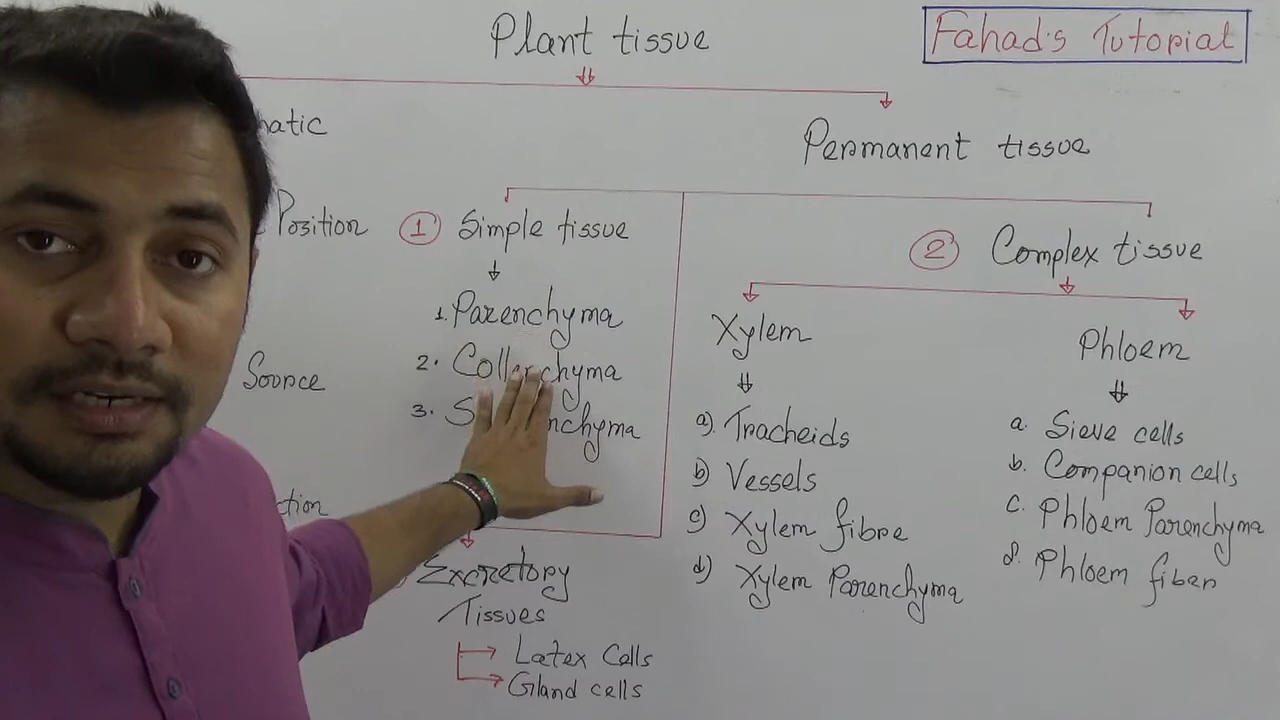 Plant tissue
Fahad's Tutorial
Permanent tissue
Position
1 Simple tissue
2 Complex tissue
1. Parenchyma
2. Collenchyma
3.
Xylem
a) Tracheids
b) Vessels
c) Xylem fibre
d) Xylem Parenchyma
Phloem
a. Sieve cells
b. Companion cells
c. Phloem Parenchyma
d. Phloem fiber
Source
Excretory
Tissues
Latex Cells
Gland cells